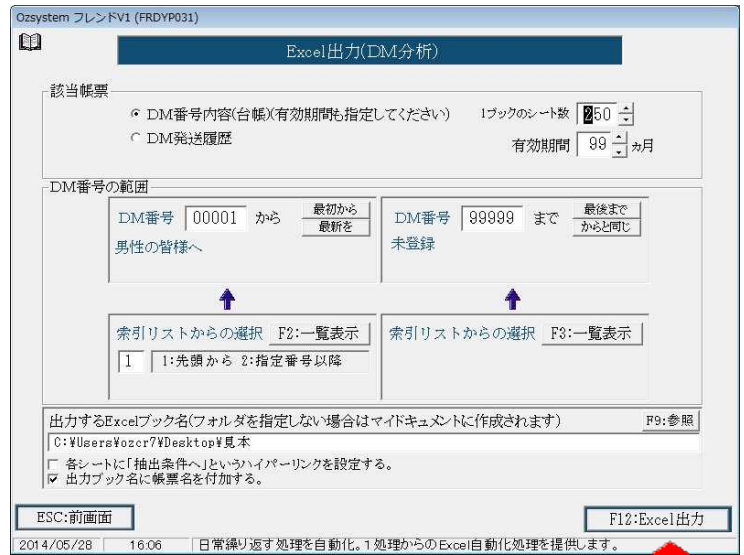 Ozsystem フレンドV1 (FRDYP031)
Excel出力(DM分析)
該当帳票
DM番号内容(台帳)(有効期間も指定してください) 1ブックのシート数 250
DM発送履歴 有効期間 99 ヵ月
DM番号の範囲
DM番号 00001 から 最初から 最新を
男性の皆様へ
DM番号 99999 まで 最後まで からと同じ
未登録
索引リストからの選択 F2:一覧表示
1 1:先頭から 2:指定番号以降
索引リストからの選択 F3:一覧表示
出力するExcelブック名(フォルダを指定しない場合はマイドキュメントに作成されます) F9:参照
C:¥Users¥ozcr7¥Desktop¥見本
各シートに「抽出条件へ」というハイパーリンクを設定する。
出力ブック名に帳票名を付加する。
ESC:前画面 F12:Excel出力
2014/05/28 16:06 日常繰り返す処理を自動化。1処理からのExcel自動化処理を提供します。